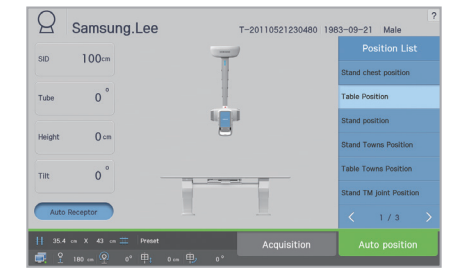 ?
Samsung.Lee T-20110521230480 1983-09-21 Male
Position List
SID 100cm
Stand chest position
Tube 0°
Table Position
Stand position
Height 0 cm
Stand Towns Position
Tilt 0°
Table Towns Position
Stand TM joint Position
Auto Receptor
< 1 / 3 >
35.4 cm X 43 cm Preset
Acquisition
Auto position
180 cm 0° 0 cm 0°